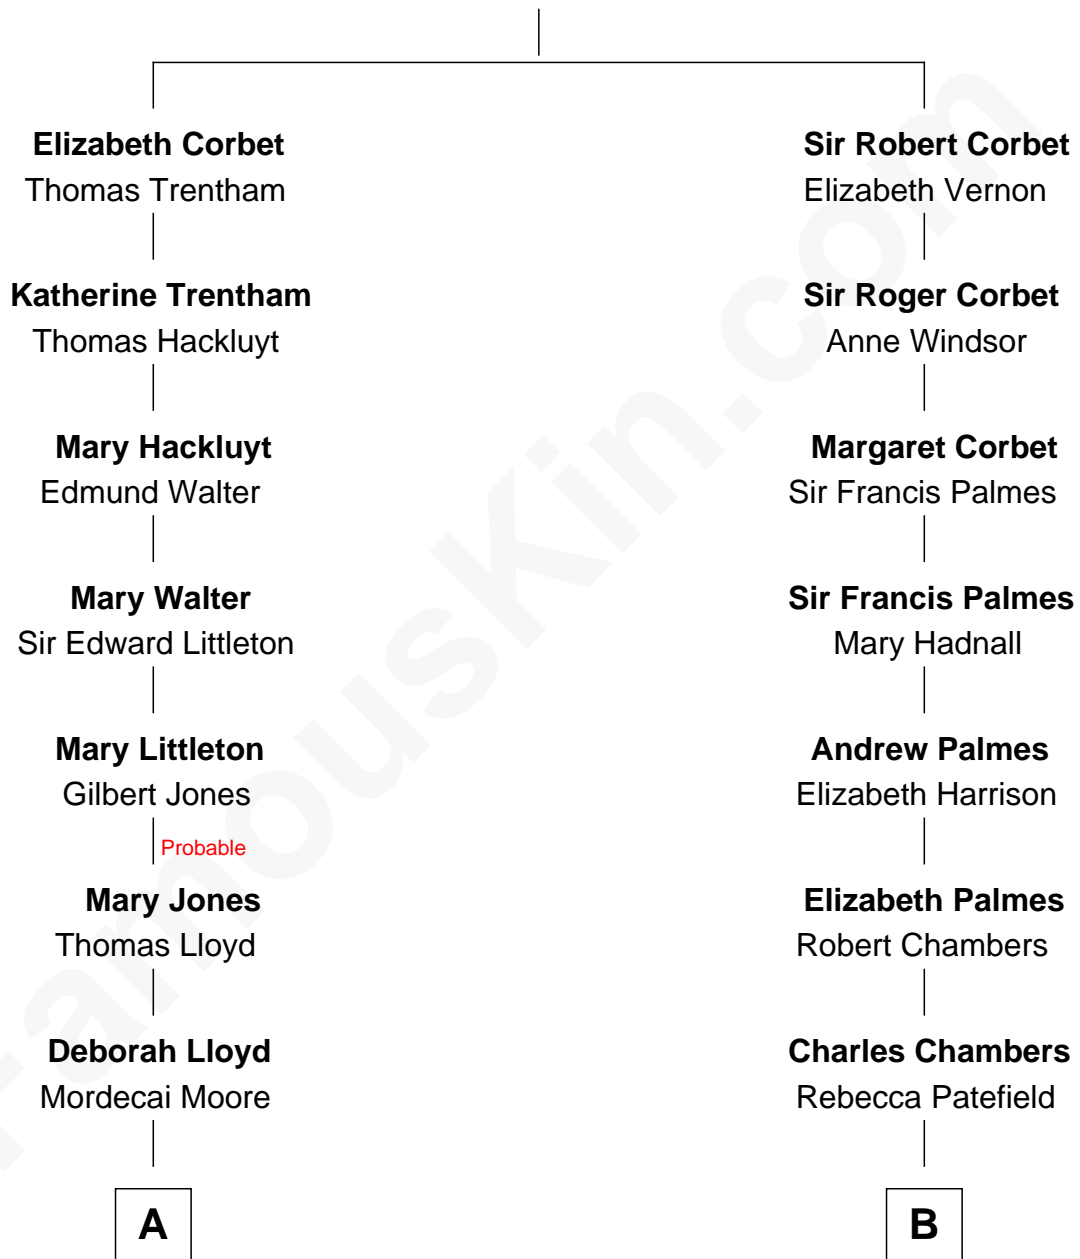 Elizabeth Corbet
Thomas Trentham
Katherine Trentham
Thomas Hackluyt
Mary Hackluyt
Edmund Walter
Mary Walter
Sir Edward Littleton
Mary Littleton
Gilbert Jones
Probable
Mary Jones
Thomas Lloyd
Deborah Lloyd
Mordecai Moore
A
Sir Robert Corbet
Elizabeth Vernon
Sir Roger Corbet
Anne Windsor
Margaret Corbet
Sir Francis Palmes
Sir Francis Palmes
Mary Hadnall
Andrew Palmes
Elizabeth Harrison
Elizabeth Palmes
Robert Chambers
Charles Chambers
Rebecca Patefield
B
FamousKin.com